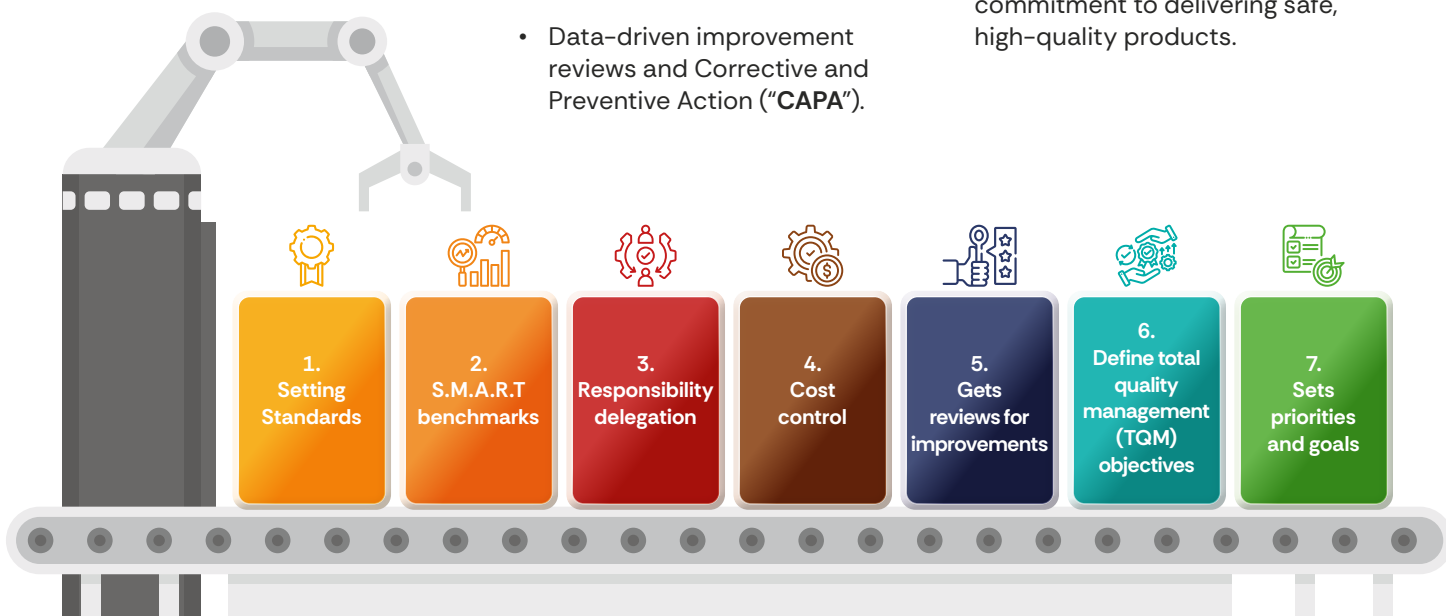 • Data-driven improvement
reviews and Corrective and
Preventive Action (“CAPA”).
commitment to delivering safe,
high-quality products.
1.
Setting
Standards
2.
S.M.A.R.T
benchmarks
3.
Responsibility
delegation
4.
Cost
control
5.
Gets
reviews for
improvements
6.
Define total
quality
management
(TQM)
objectives
7.
Sets
priorities
and goals